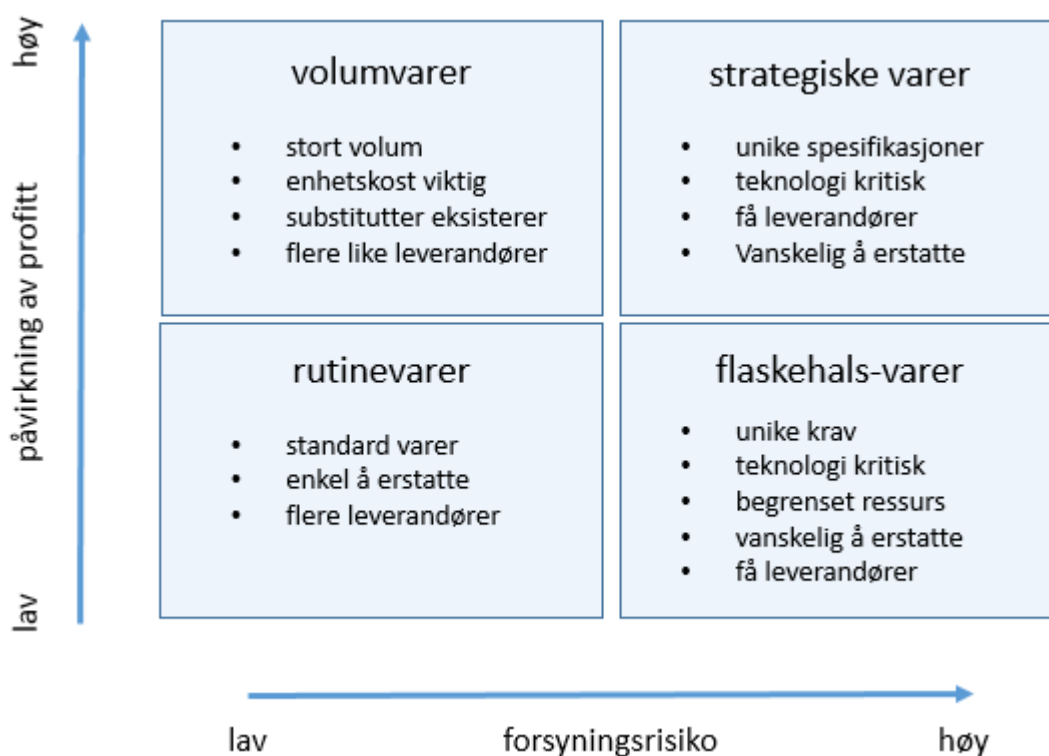 høy
påvirkning av profitt
lav
volumvarer
• stort volum
• enhetskost viktig
• substitutter eksisterer
• flere like leverandører
strategiske varer
• unike spesifikasjoner
• teknologi kritisk
• få leverandører
• Vanskelig å erstatte
rutinevarer
• standard varer
• enkel å erstatte
• flere leverandører
flaskehals-varer
• unike krav
• teknologi kritisk
• begrenset ressurs
• vanskelig å erstatte
• få leverandører
lav forsyningsrisiko høy